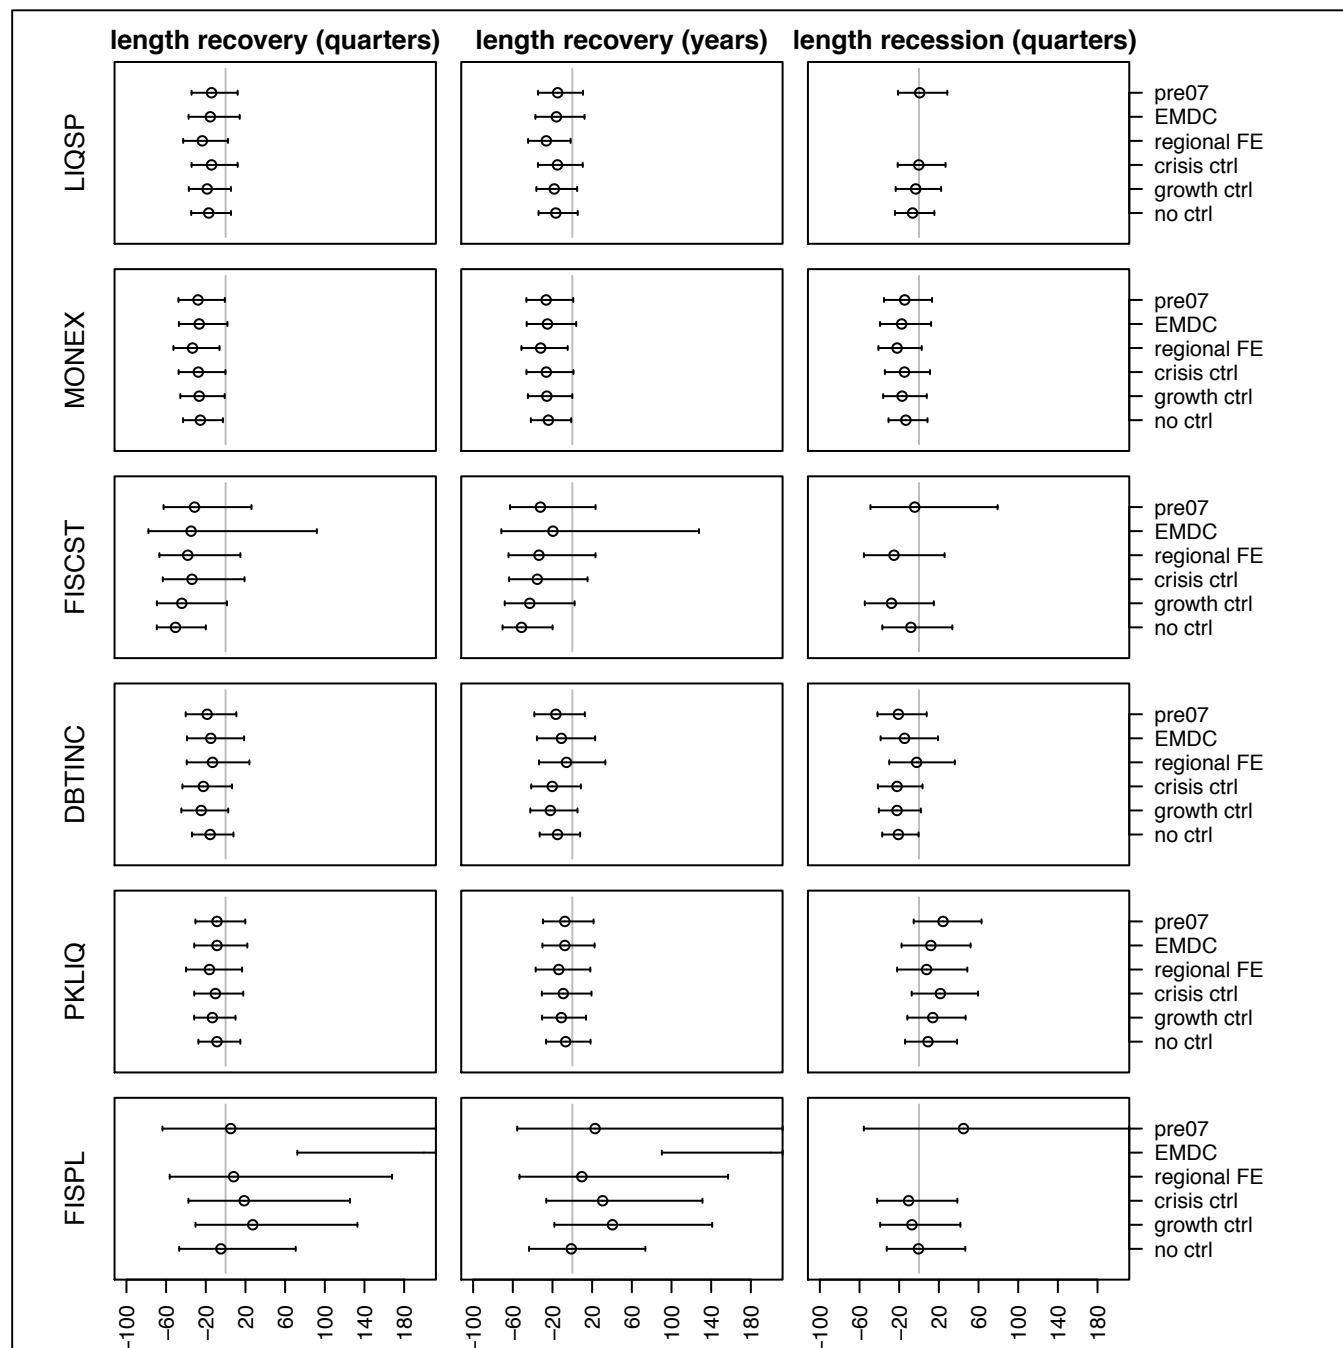 length recovery (quarters) length recovery (years) length recession (quarters)
LIQSP
pre07
EMDC
regional FE
crisis ctrl
growth ctrl
no ctrl
MONEX
pre07
EMDC
regional FE
crisis ctrl
growth ctrl
no ctrl
FISCST
pre07
EMDC
regional FE
crisis ctrl
growth ctrl
no ctrl
DBTINC
pre07
EMDC
regional FE
crisis ctrl
growth ctrl
no ctrl
PKLIQ
pre07
EMDC
regional FE
crisis ctrl
growth ctrl
no ctrl
FISPL
pre07
EMDC
regional FE
crisis ctrl
growth ctrl
no ctrl
−100 −60 −20 20 60 100 140 180 −100 −60 −20 20 60 100 140 180 −100 −60 −20 20 60 100 140 180